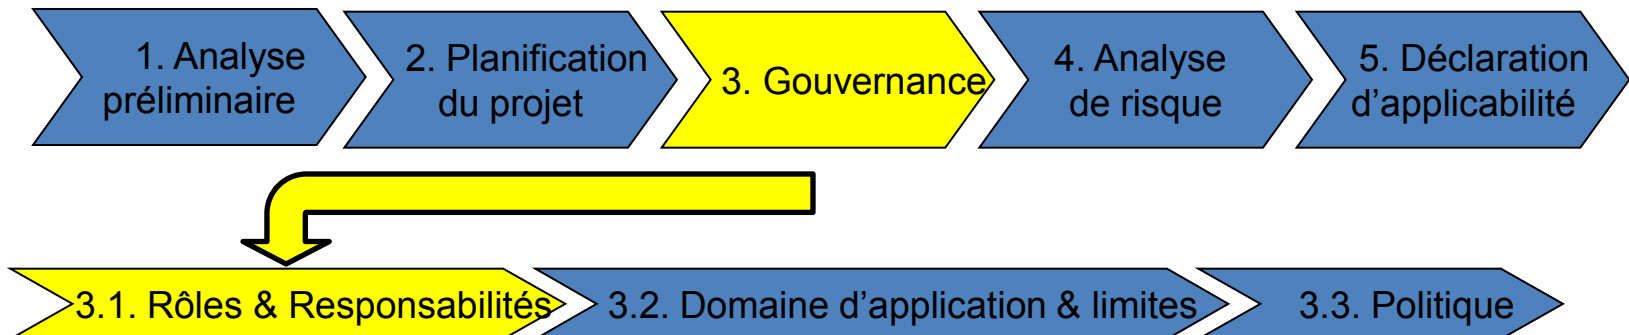 1. Analyse
préliminaire
2. Planification
du projet
3. Gouvernance
4. Analyse
de risque
5. Déclaration
d’applicabilité
3.1. Rôles & Responsabilités
3.2. Domaine d’application & limites
3.3. Politique